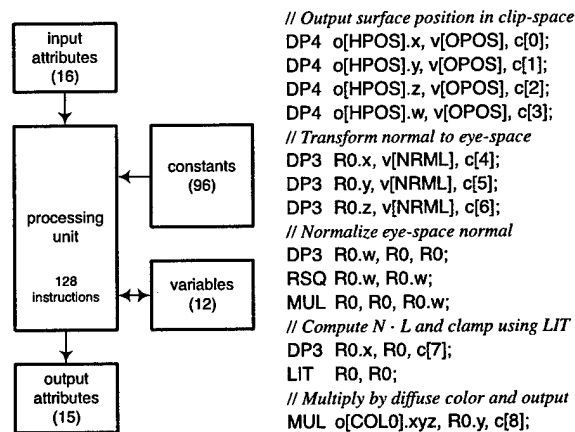 input
attributes
(16)
constants
(96)
processing
unit
128
instructions
variables
(12)
output
attributes
(15)
// Output surface position in clip-space
DP4 o[HPOS].x, v[OPOS], c[0];
DP4 o[HPOS].y, v[OPOS], c[1];
DP4 o[HPOS].z, v[OPOS], c[2];
DP4 o[HPOS].w, v[OPOS], c[3];
// Transform normal to eye-space
DP3 R0.x, v[NRML], c[4];
DP3 R0.y, v[NRML], c[5];
DP3 R0.z, v[NRML], c[6];
// Normalize eye-space normal
DP3 R0.w, R0, R0;
RSQ R0.w, R0.w;
MUL R0, R0, R0.w;
// Compute N · L and clamp using LIT
DP3 R0.x, R0, c[7];
LIT R0, R0;
// Multiply by diffuse color and output
MUL o[COL0].xyz, R0.y, c[8];